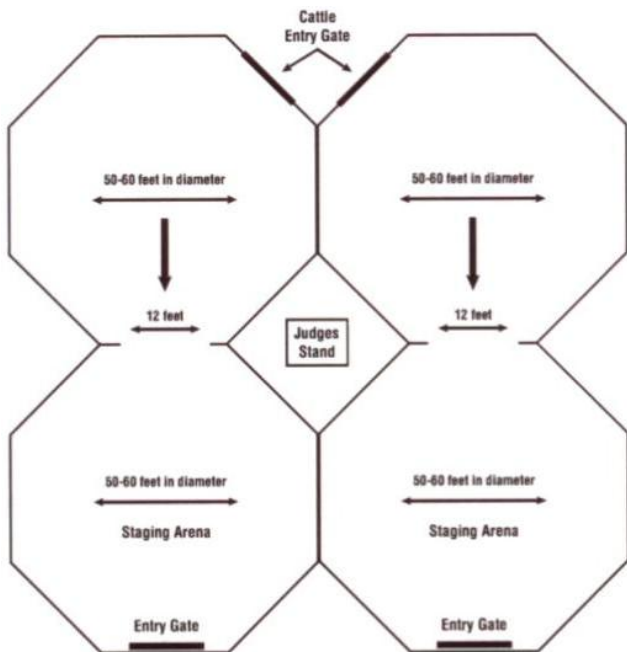 Cattle
Entry Gate
50-60 feet in diameter
50-60 feet in diameter
12 feet
12 feet
Judges
Stand
50-60 feet in diameter
Staging Arena
50-60 feet in diameter
Staging Arena
Entry Gate
Entry Gate